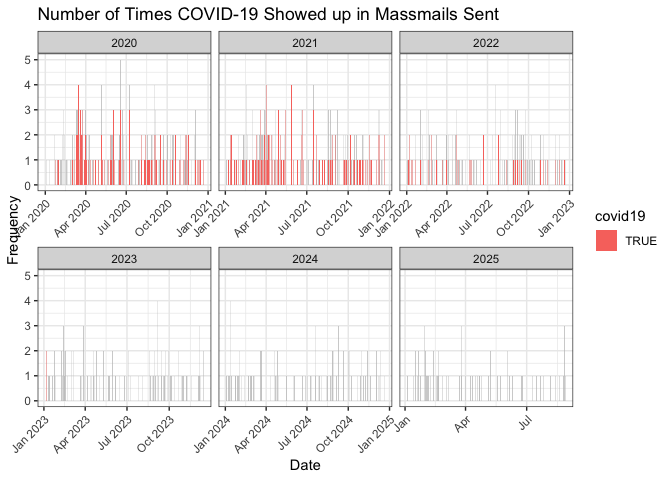 Number of Times COVID-19 Showed up in Massmails Sent
2020 2021 2022
5
4
3
2
1
0
Jan 2020 Apr 2020 Jul 2020 Oct 2020 Jan 2021 Jan 2021 Apr 2021 Jul 2021 Oct 2021 Jan 2022 Jan 2022 Apr 2022 Jul 2022 Oct 2022 Jan 2023
Frequency
covid19
TRUE
2023 2024 2025
5
4
3
2
1
0
Jan 2023 Apr 2023 Jul 2023 Oct 2023 Jan 2024 Apr 2024 Jul 2024 Oct 2024 Jan 2025 Jan Apr Jul
Date